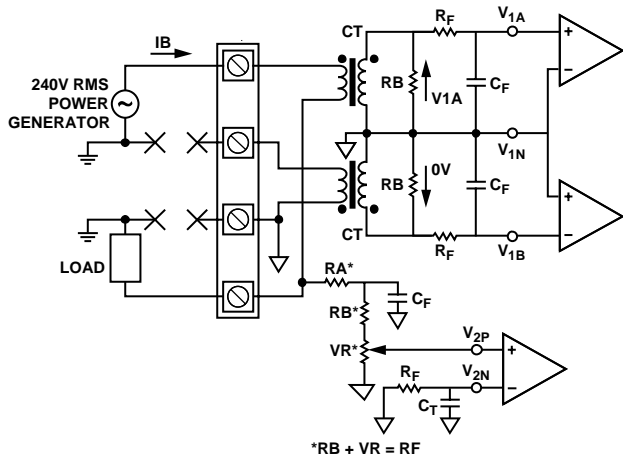 IB
CT
RF
V1A
240V RMS
POWER
GENERATOR
RB
V1A
CF
+
−
V1N
RB
0V
CF
CT
RF
V1B
−
+
LOAD
RA*
CF
RB*
VR*
V2P
+
RF
V2N
−
CT
*RB + VR = RF